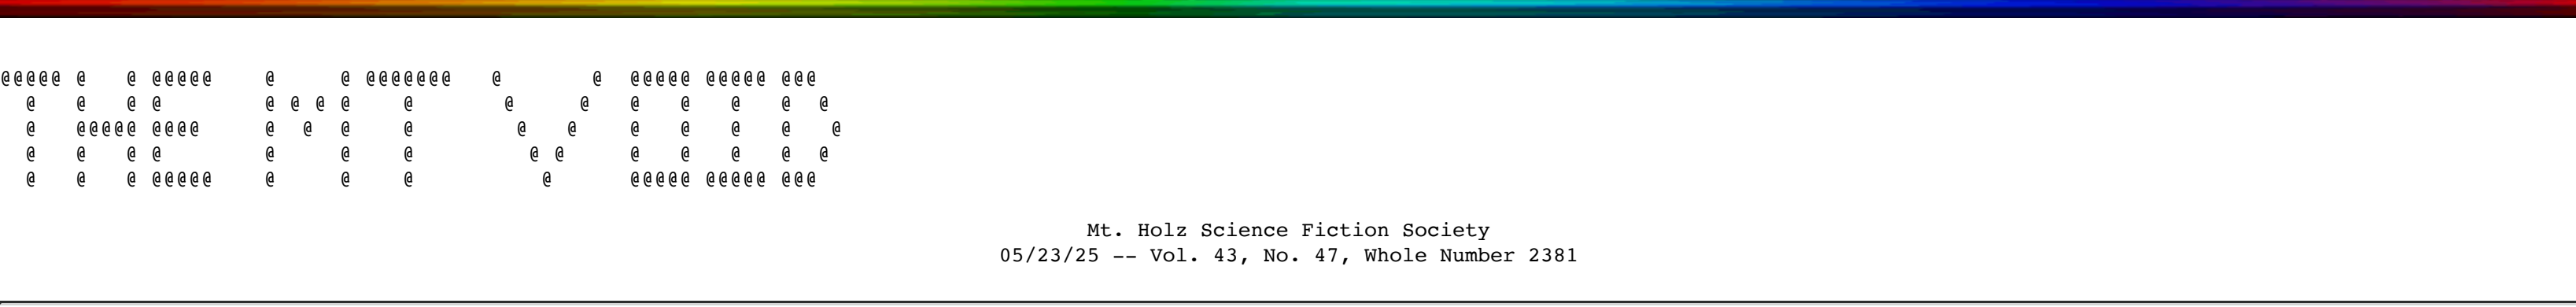 THE MT VOID
Mt. Holz Science Fiction Society
05/23/25 -- Vol. 43, No. 47, Whole Number 2381